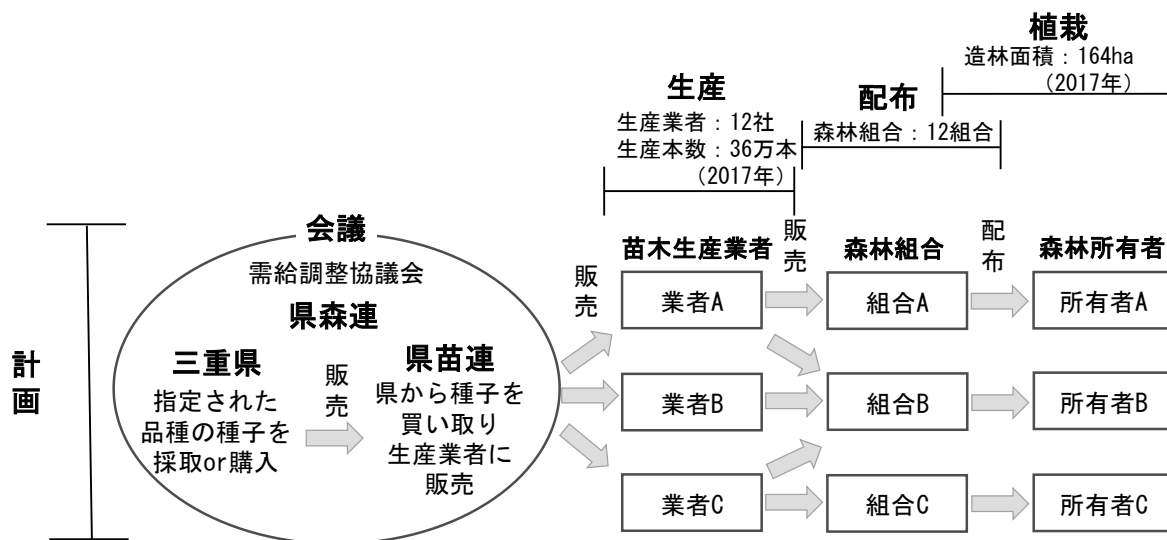 植栽
造林面積：164ha
（2017年）
生産
生産業者：12社
生産本数：36万本
（2017年）
配布
森林組合：12組合
計画
会議
需給調整協議会
県森連
三重県
指定された
品種の種子を
採取or購入
販売
県苗連
県から種子を
買い取り
生産業者に
販売
販売
苗木生産業者
業者A
業者B
業者C
販売
森林組合
組合A
組合B
組合C
配布
森林所有者
所有者A
所有者B
所有者C